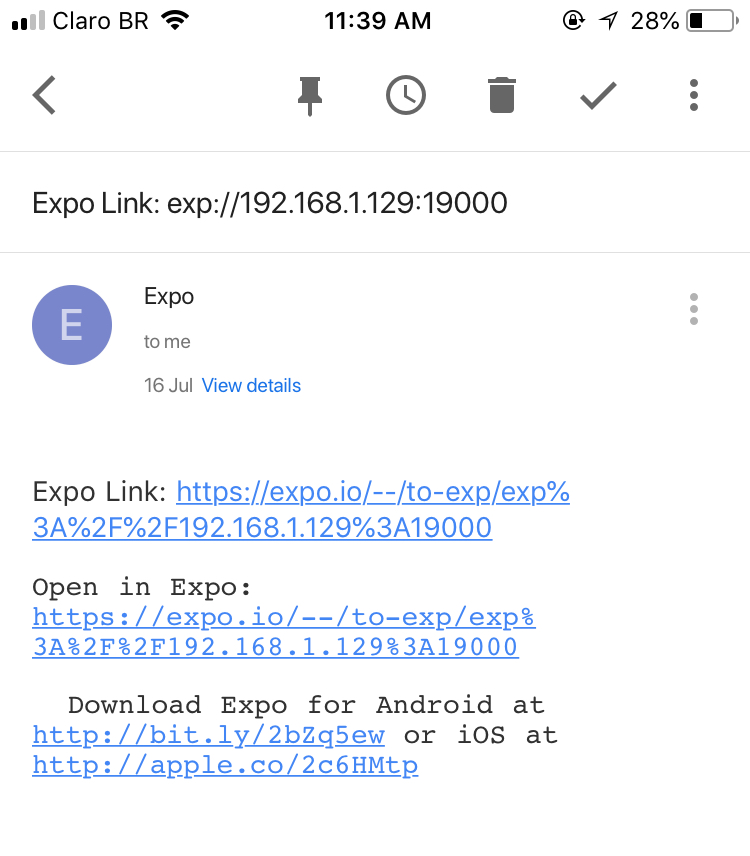 Claro BR 11:39 AM 28%
Expo Link: exp://192.168.1.129:19000
E
Expo
to me
16 Jul View details
Expo Link: https://expo.io/--/to-exp/exp%
3A%2F%2F192.168.1.129%3A19000
Open in Expo:
https://expo.io/--/to-exp/exp%
3A%2F%2F192.168.1.129%3A19000
Download Expo for Android at
http://bit.ly/2bZq5ew or iOS at
http://apple.co/2c6HMtp